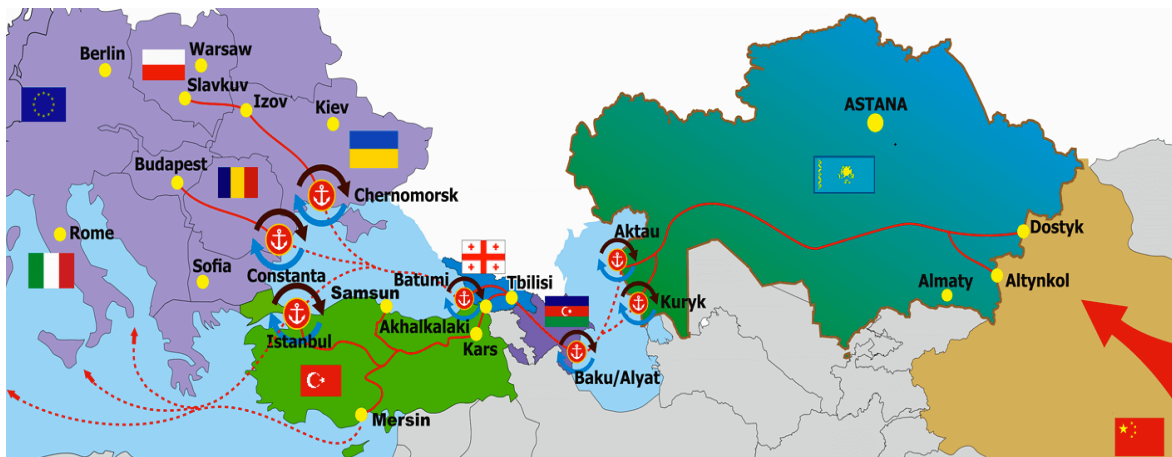 Berlin
Warsaw
Slavkuv
Izov
Kiev
ASTANA
Budapest
Chernomorsk
Rome
Aktau
Dostyk
Sofia
Constanta
Batumi
Tbilisi
Almaty
Altynkol
Samsun
Kuryk
Akhalkalaki
Istanbul
Kars
Baku/Alyat
Mersin